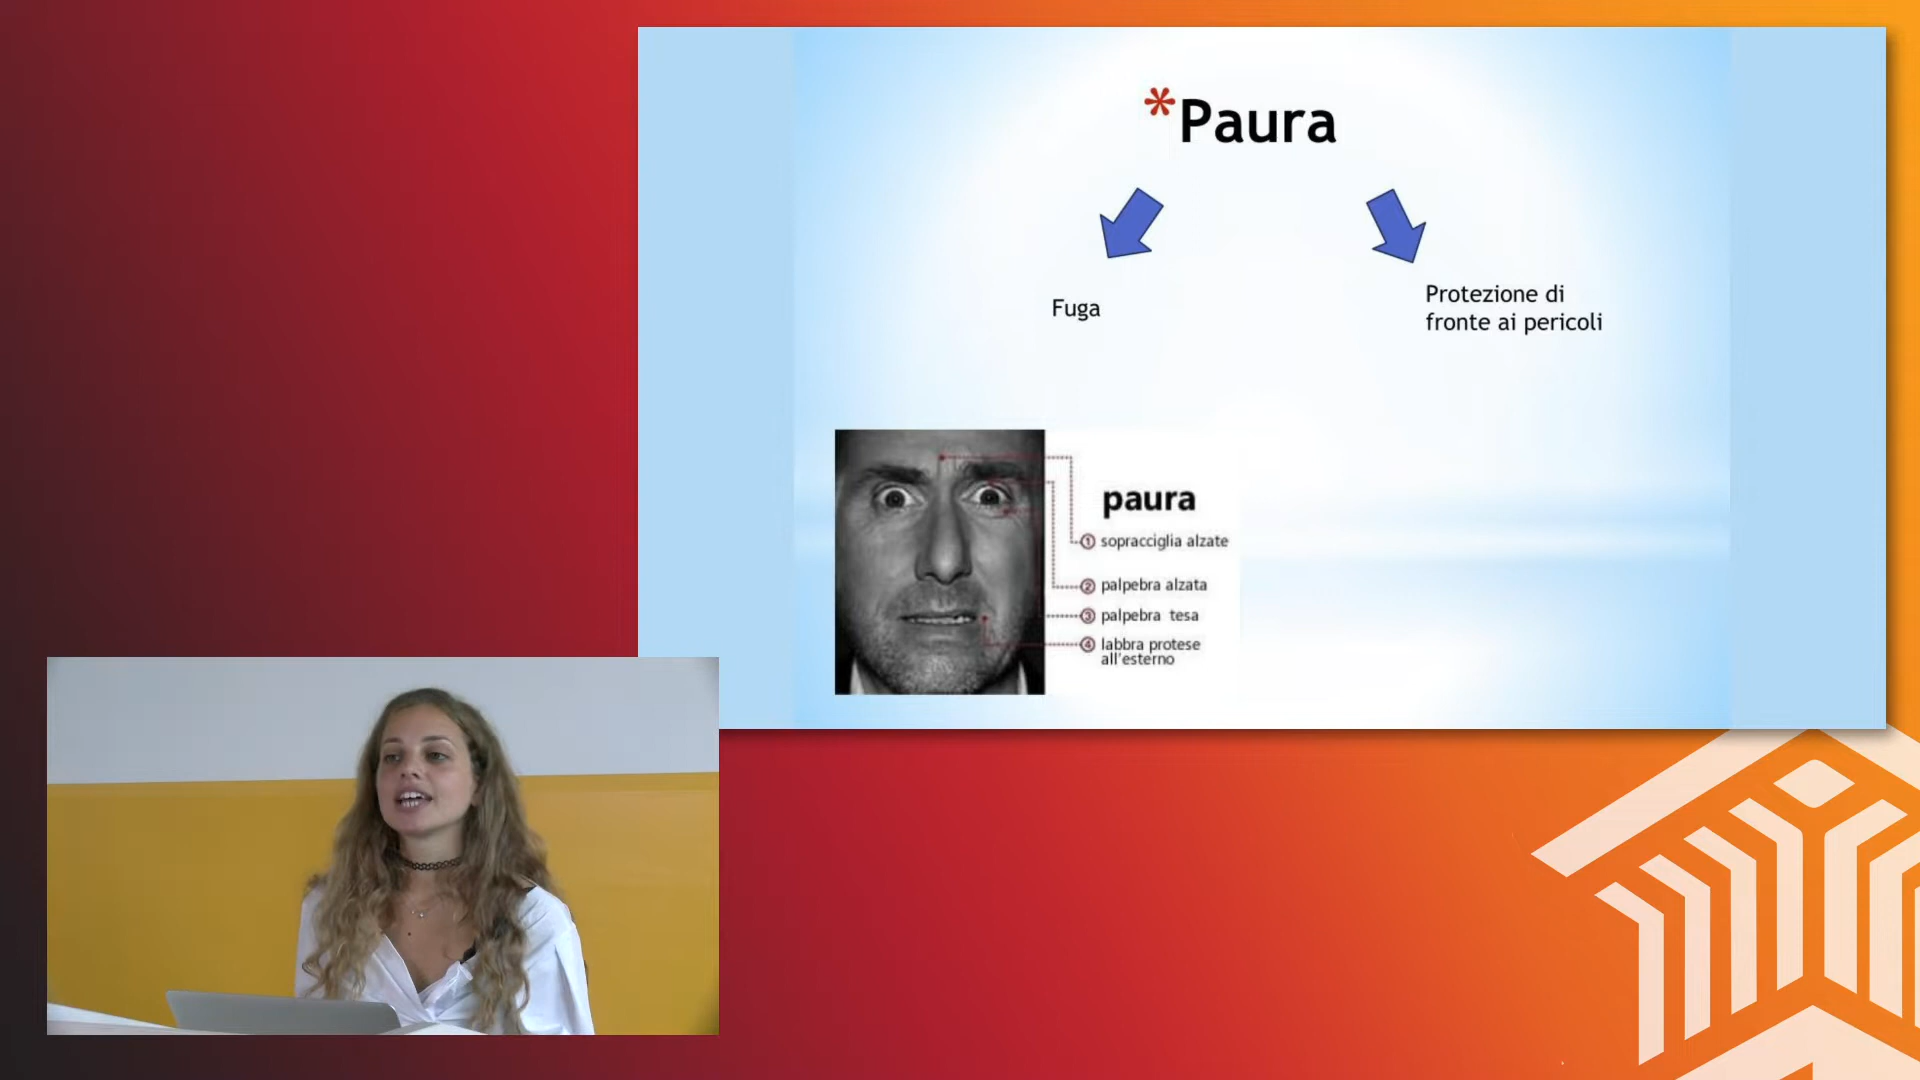 *Paura
Fuga
Protezione di
fronte ai pericoli
paura
1 sopracciglia alzate
2 palpebra alzata
3 palpebra tesa
4 labbra protese
all'esterno